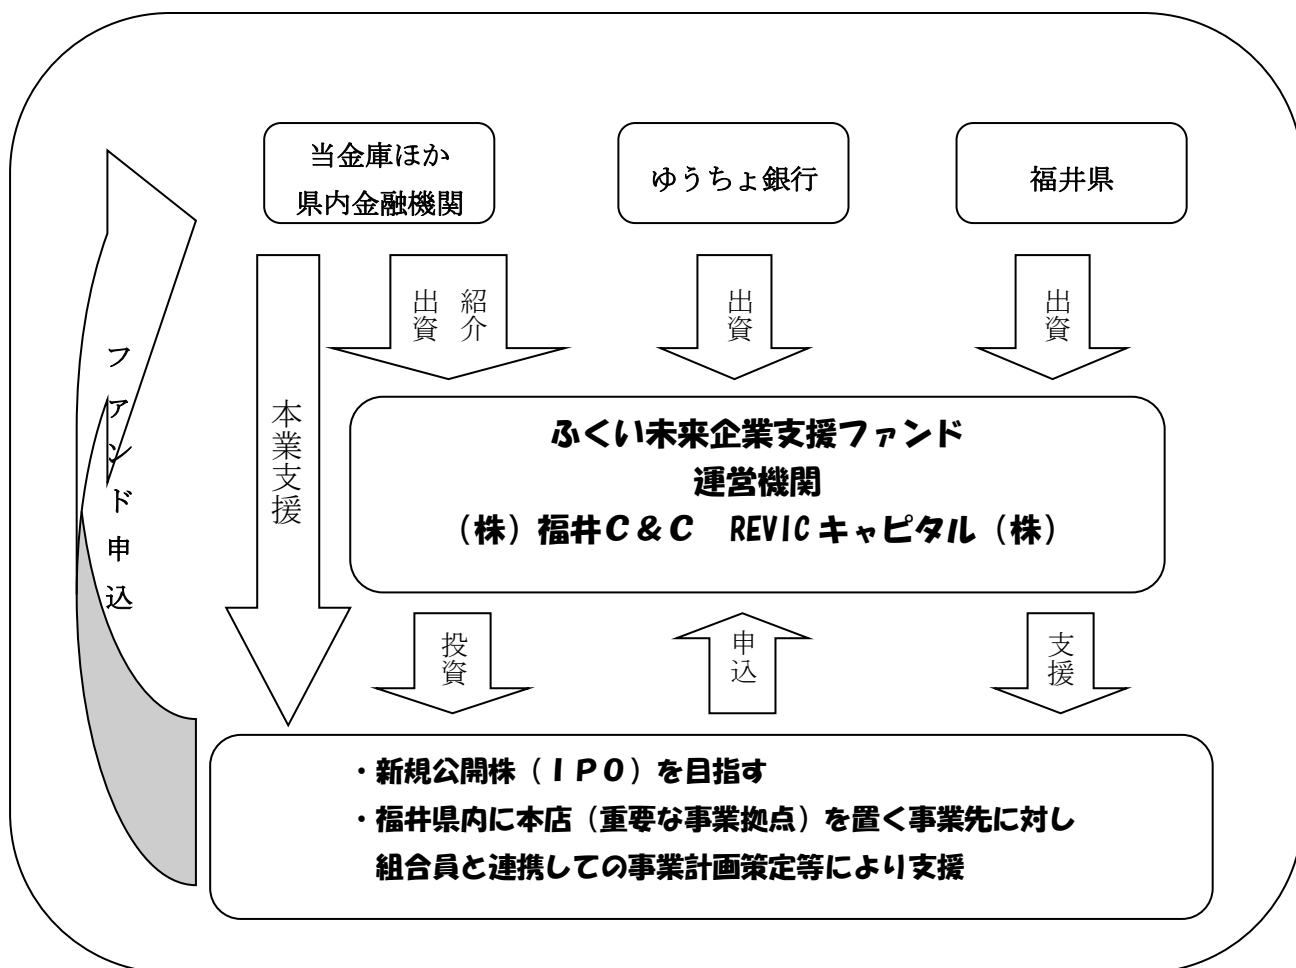 当金庫ほか
県内金融機関
ゆうちょ銀行
福井県
出資
紹介
出資
出資
ファンド申込
本業支援
ふくい未来企業支援ファンド
運営機関
（株）福井Ｃ＆Ｃ　REVICキャピタル（株）
投資
申込
支援
・新規公開株（ＩＰＯ）を目指す
・福井県内に本店（重要な事業拠点）を置く事業先に対し
組合員と連携しての事業計画策定等により支援